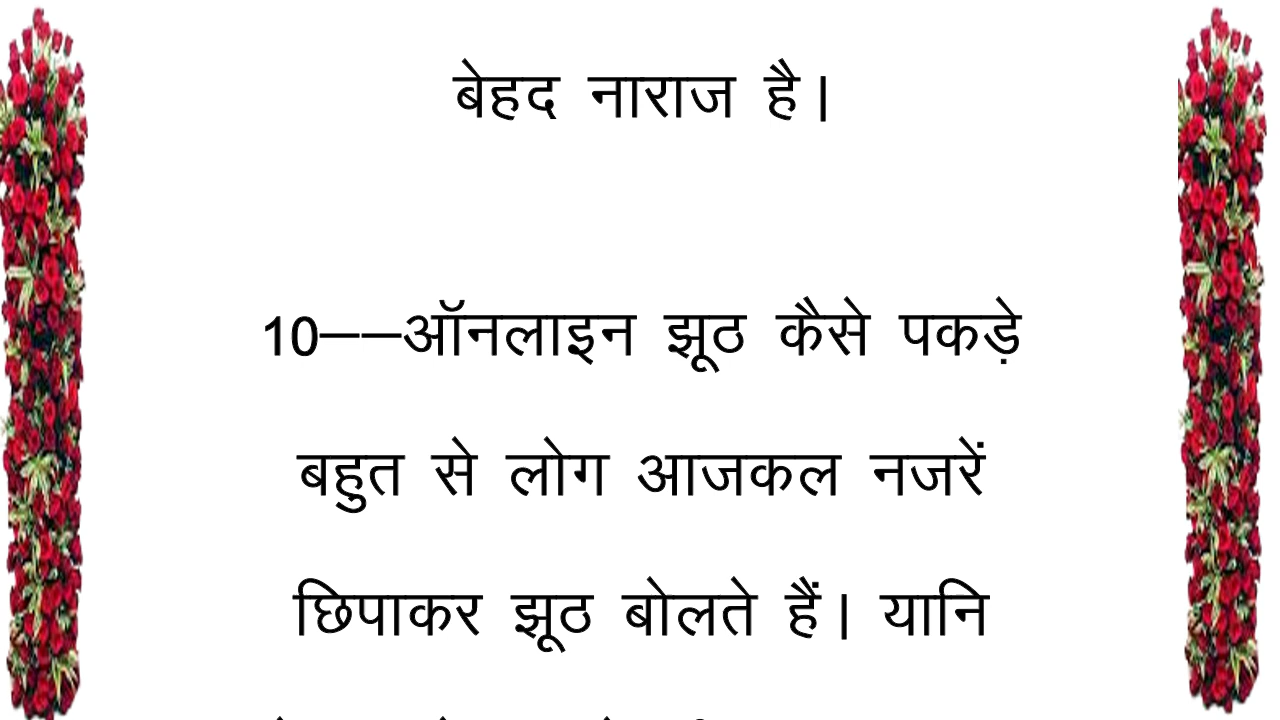 बेहद नाराज है।
10——ऑनलाइन झूठ कैसे पकड़े
बहुत से लोग आजकल नजरें
छिपाकर झूठ बोलते हैं। यानि